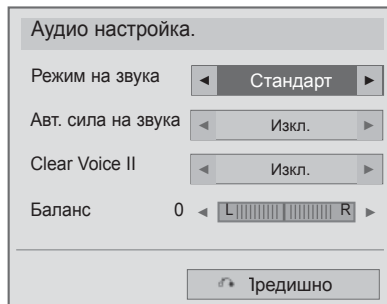 Аудио настройка.
Режим на звука ◄ Стандарт ►
Авт. сила на звука ◄ Изкл. ►
Clear Voice II ◄ Изкл. ►
Баланс 0 ◄ L R ►
Предишно